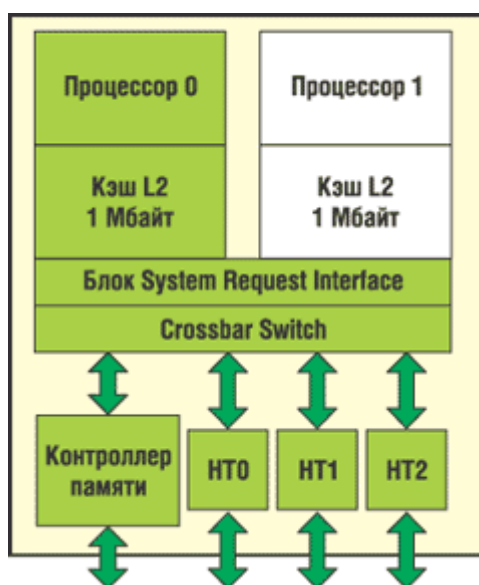 Процессор 0
Процессор 1
Кэш L2
1 Мбайт
Кэш L2
1 Мбайт
Блок System Request Interface
Crossbar Switch
Контроллер
памяти
HT0
HT1
HT2